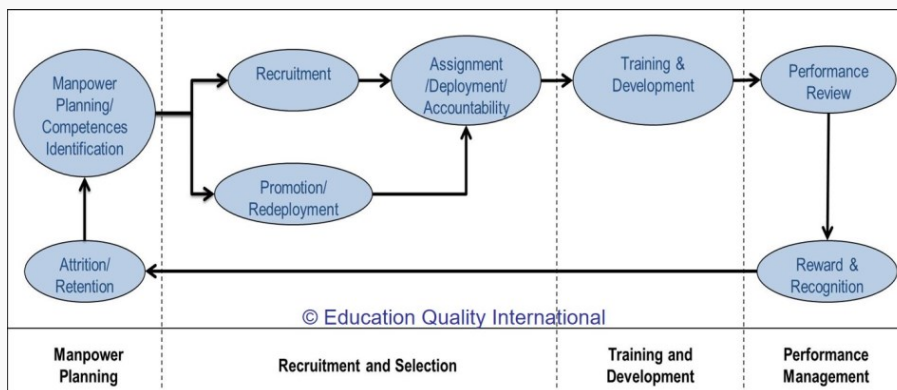 Manpower
Planning/
Competences
Identification
Recruitment
Assignment
/Deployment/
Accountability
Training &
Development
Performance
Review
Promotion/
Redeployment
Attrition/
Retention
Reward &
Recognition
© Education Quality International
Manpower
Planning
Recruitment and Selection
Training and
Development
Performance
Management